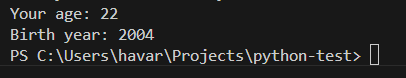 Your age: 22
Birth year: 2004
PS C:\Users\havar\Projects\python-test>